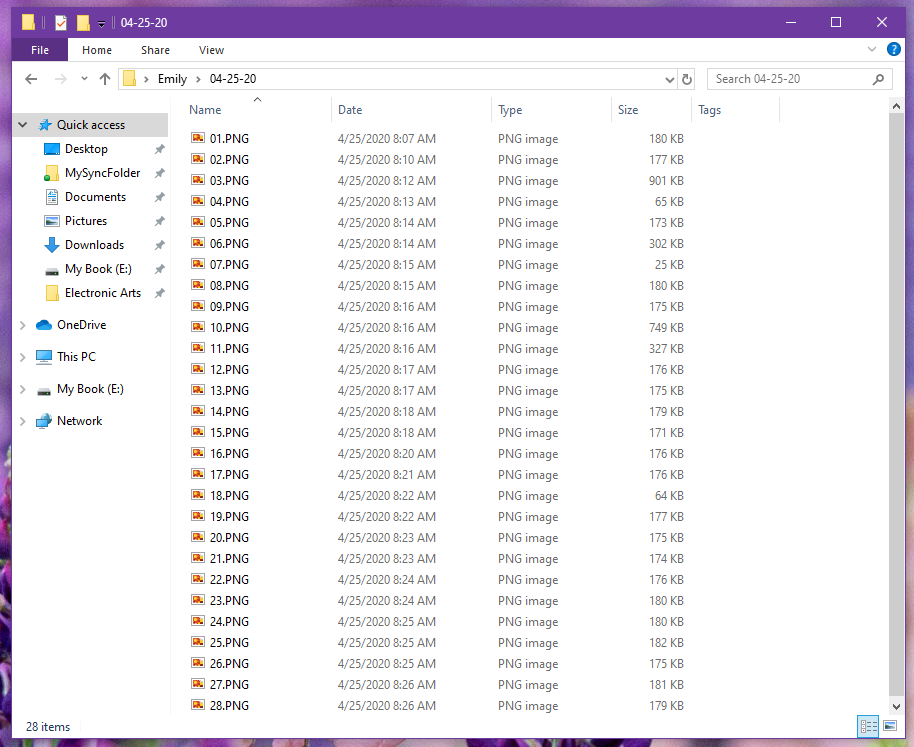 04-25-20
File Home Share View
Emily 04-25-20 Search 04-25-20
Name Date Type Size Tags
Quick access
Desktop
MySyncFolder
Documents
Pictures
Downloads
My Book (E:)
Electronic Arts
OneDrive
This PC
My Book (E:)
Network
01.PNG 4/25/2020 8:07 AM PNG image 180 KB
02.PNG 4/25/2020 8:10 AM PNG image 177 KB
03.PNG 4/25/2020 8:12 AM PNG image 901 KB
04.PNG 4/25/2020 8:13 AM PNG image 65 KB
05.PNG 4/25/2020 8:14 AM PNG image 173 KB
06.PNG 4/25/2020 8:14 AM PNG image 302 KB
07.PNG 4/25/2020 8:15 AM PNG image 25 KB
08.PNG 4/25/2020 8:15 AM PNG image 180 KB
09.PNG 4/25/2020 8:16 AM PNG image 175 KB
10.PNG 4/25/2020 8:16 AM PNG image 749 KB
11.PNG 4/25/2020 8:16 AM PNG image 327 KB
12.PNG 4/25/2020 8:17 AM PNG image 176 KB
13.PNG 4/25/2020 8:17 AM PNG image 175 KB
14.PNG 4/25/2020 8:18 AM PNG image 179 KB
15.PNG 4/25/2020 8:18 AM PNG image 171 KB
16.PNG 4/25/2020 8:20 AM PNG image 176 KB
17.PNG 4/25/2020 8:21 AM PNG image 176 KB
18.PNG 4/25/2020 8:22 AM PNG image 64 KB
19.PNG 4/25/2020 8:22 AM PNG image 177 KB
20.PNG 4/25/2020 8:23 AM PNG image 175 KB
21.PNG 4/25/2020 8:23 AM PNG image 174 KB
22.PNG 4/25/2020 8:24 AM PNG image 176 KB
23.PNG 4/25/2020 8:24 AM PNG image 180 KB
24.PNG 4/25/2020 8:25 AM PNG image 180 KB
25.PNG 4/25/2020 8:25 AM PNG image 182 KB
26.PNG 4/25/2020 8:25 AM PNG image 175 KB
27.PNG 4/25/2020 8:26 AM PNG image 181 KB
28.PNG 4/25/2020 8:26 AM PNG image 179 KB
28 items